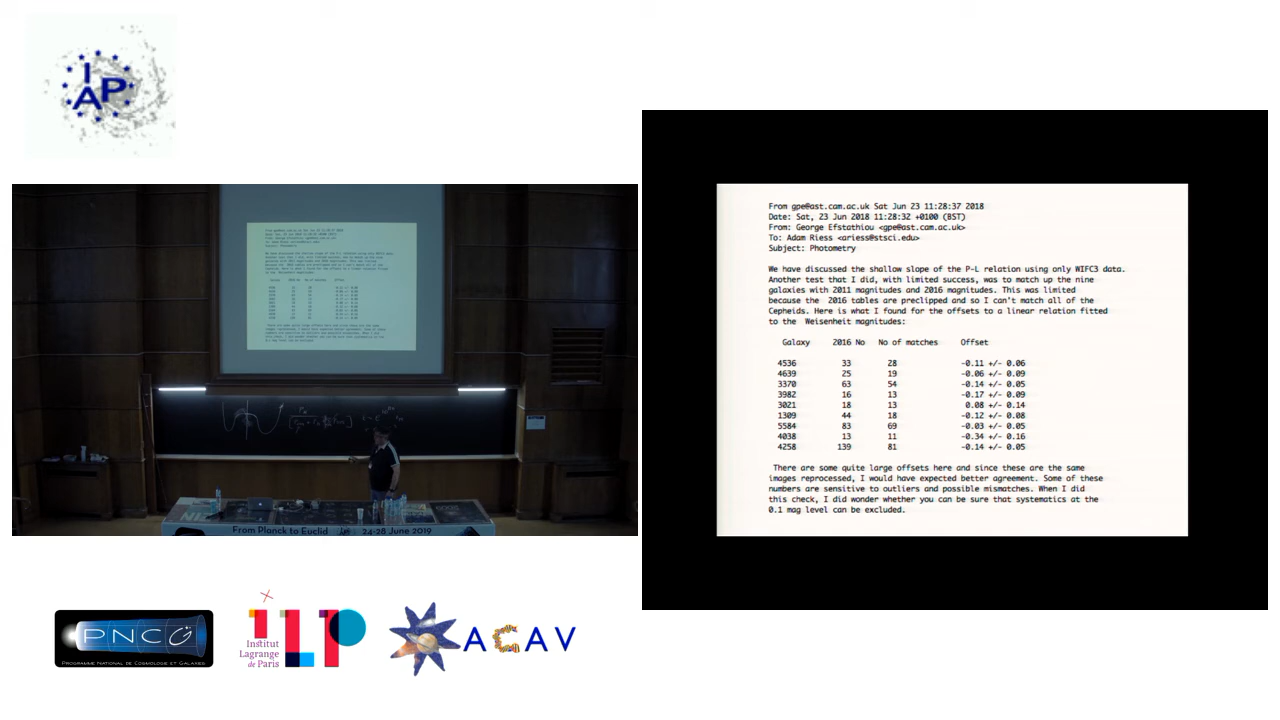 IAP
From gpe@ast.cam.ac.uk Sat Jun 23 11:28:37 2018
Date: Sat, 23 Jun 2018 11:28:32 +0100 (BST)
From: George Efstathiou <gpe@ast.cam.ac.uk>
To: Adam Riess <ariess@stsci.edu>
Subject: Photometry
We have discussed the shallow slope of the P-L relation using only WIFC3 data.
Another test that I did, with limited success, was to match up the nine
galaxies with 2011 magnitudes and 2016 magnitudes. This was limited
because the 2016 tables are preclipped and so I can't match all of the
Cepheids. Here is what I found for the offsets to a linear relation fitted
to the Weisenheit magnitudes:
Galaxy 2016 No No of matches Offset
4536 33 28 -0.11 +/- 0.06
4639 25 19 -0.06 +/- 0.09
3370 63 54 -0.14 +/- 0.05
3982 16 13 -0.17 +/- 0.09
3021 18 13 0.08 +/- 0.14
1309 44 18 -0.12 +/- 0.08
5584 83 69 -0.03 +/- 0.05
4038 13 11 -0.34 +/- 0.16
4258 139 81 -0.14 +/- 0.05
There are some quite large offsets here and since these are the same
images reprocessed, I would have expected better agreement. Some of these
numbers are sensitive to outliers and possible mismatches. When I did
this check, I did wonder whether you can be sure that systematics at the
0.1 mag level can be excluded.
From Planck to Euclid 24-28 June 2019
PNCG
PROGRAMME NATIONAL DE COSMOLOGIE ET GALAXIES
ILP
Institut
Lagrange
de Paris
ACAV